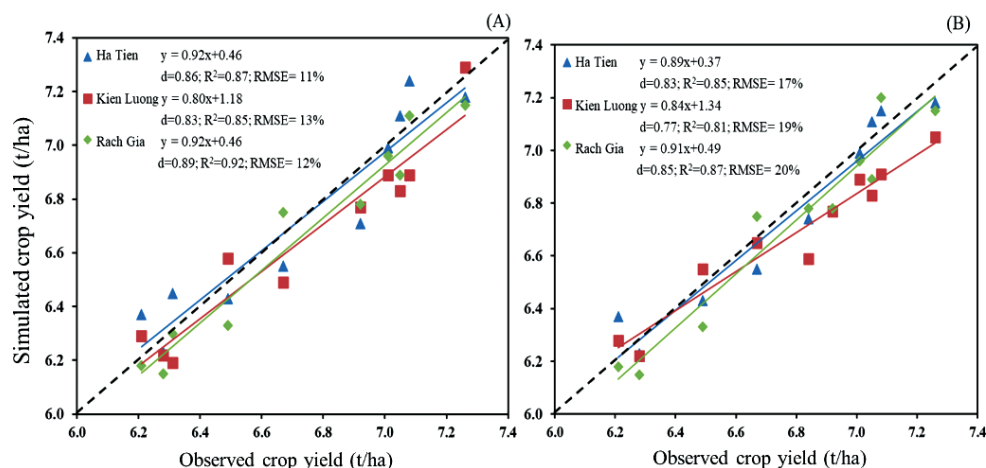 (A)
Simulated crop yield (t/ha)
7.4
7.2
7.0
6.8
6.6
6.4
6.2
6.0
Ha Tien y = 0.92x+0.46
d=0.86; R²=0.87; RMSE= 11%
Kien Luong y = 0.80x+1.18
d=0.83; R²=0.85; RMSE= 13%
Rach Gia y = 0.92x+0.46
d=0.89; R²=0.92; RMSE= 12%
6.0 6.2 6.4 6.6 6.8 7.0 7.2 7.4
Observed crop yield (t/ha)
(B)
7.4
7.2
7.0
6.8
6.6
6.4
6.2
6.0
Ha Tien y = 0.89x+0.37
d=0.83; R²=0.85; RMSE= 17%
Kien Luong y = 0.84x+1.34
d=0.77; R²=0.81; RMSE= 19%
Rach Gia y = 0.91x+0.49
d=0.85; R²=0.87; RMSE= 20%
6.0 6.2 6.4 6.6 6.8 7.0 7.2 7.4
Observed crop yield (t/ha)